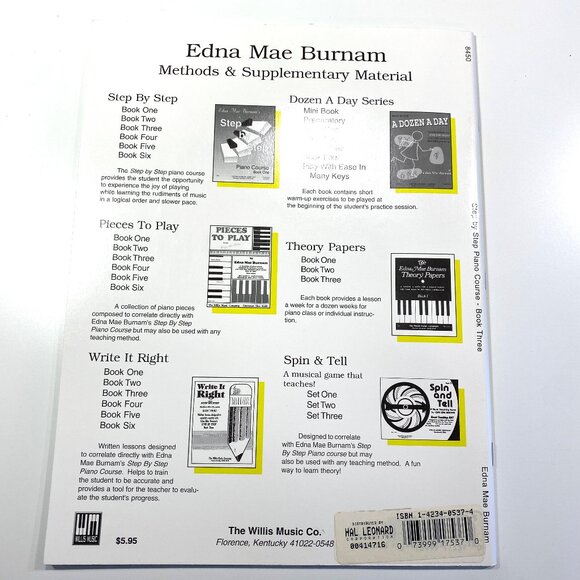 Edna Mae Burnam
Methods & Supplementary Material
8450
Step By Step
Book One
Book Two
Book Three
Book Four
Book Five
Book Six
Edna Mae Burnam's
Step
Piano Course
Book One
The Step by Step piano course
provides the student the opportunity
to experience the joy of playing
while learning the rudiments of music
in a logical order and slower pace.
Dozen A Day Series
Mini Book
Preparatory
Play With Ease In
Many Keys
A DOZEN A DAY
Each book contains short
warm-up exercises to be played at
the beginning of the student's practice session.
Pieces To Play
Book One
Book Two
Book Three
Book Four
Book Five
Book Six
PIECES TO PLAY
Edna Mae Burnam
A collection of piano pieces
composed to correlate directly with
Edna Mae Burnam's Step By Step
Piano Course but may also be used with any
teaching method.
Theory Papers
Book One
Book Two
Book Three
The
Edna Mae Burnam
Theory Papers
Book 1
Each book provides a lesson
a week for a dozen weeks for
piano class or individual instruc-
tion.
Write It Right
Book One
Book Two
Book Three
Book Four
Book Five
Book Six
Write It
Right
Written lessons designed
to correlate directly with Edna
Mae Burnam's Step By Step
Piano Course. Helps to train
the student to be accurate and
provides a tool for the teacher to evalu-
ate the student's progress.
Spin & Tell
A musical game that
teaches!
Set One
Set Two
Set Three
Spin
and
Tell
Designed to correlate
with Edna Mae Burnam's Step
By Step Piano Course but may
also be used with any teaching method. A fun
way to learn theory!
Step by Step Piano Course - Book Three
Edna Mae Burnam
WILLIS MUSIC
$5.95
The Willis Music Co.
Florence, Kentucky 41022-0548
DISTRIBUTED BY
HAL LEONARD
CORPORATION
00414716
ISBN 1-4234-0537-4
0 73999 17537 0